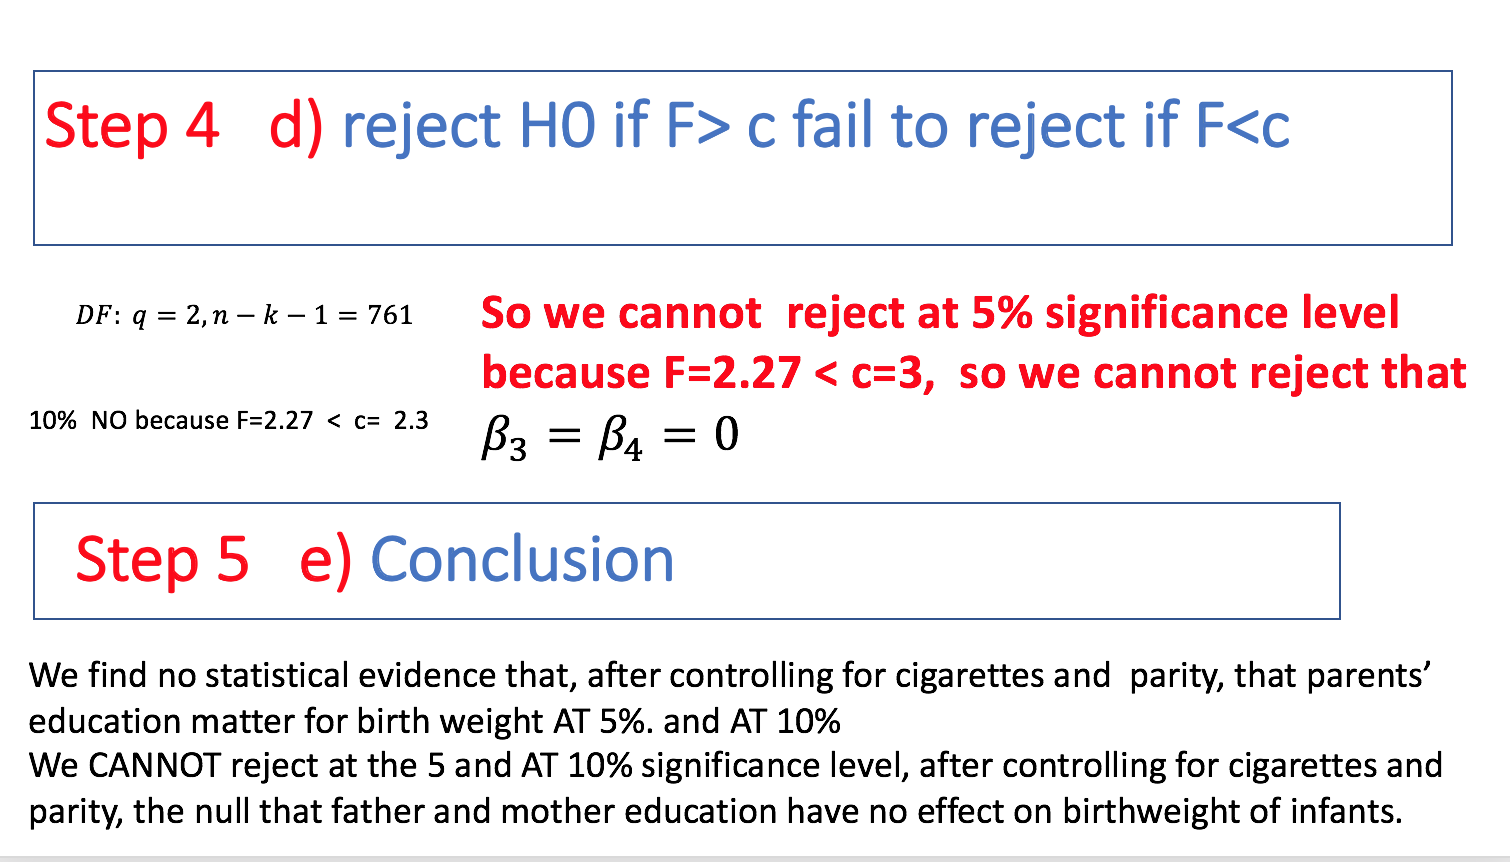 Step 4 d) reject H0 if F> c fail to reject if F<c
DF: q = 2, n − k − 1 = 761
10% NO because F=2.27 < c= 2.3
So we cannot reject at 5% significance level
because F=2.27 < c=3, so we cannot reject that
β₃ = β₄ = 0
Step 5 e) Conclusion
We find no statistical evidence that, after controlling for cigarettes and parity, that parents’
education matter for birth weight AT 5%. and AT 10%
We CANNOT reject at the 5 and AT 10% significance level, after controlling for cigarettes and
parity, the null that father and mother education have no effect on birthweight of infants.